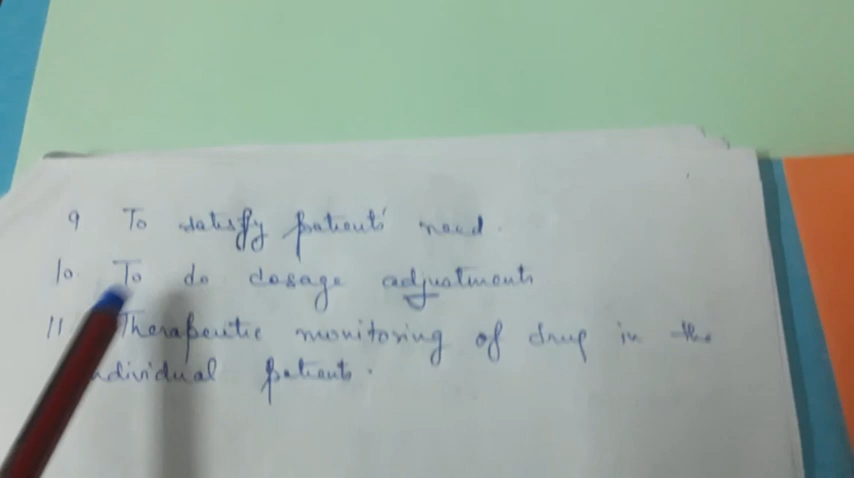 9 To satisfy patients' need.
10. To do dosage adjustments
11. Therapeutic monitoring of drug in the
individual patients.